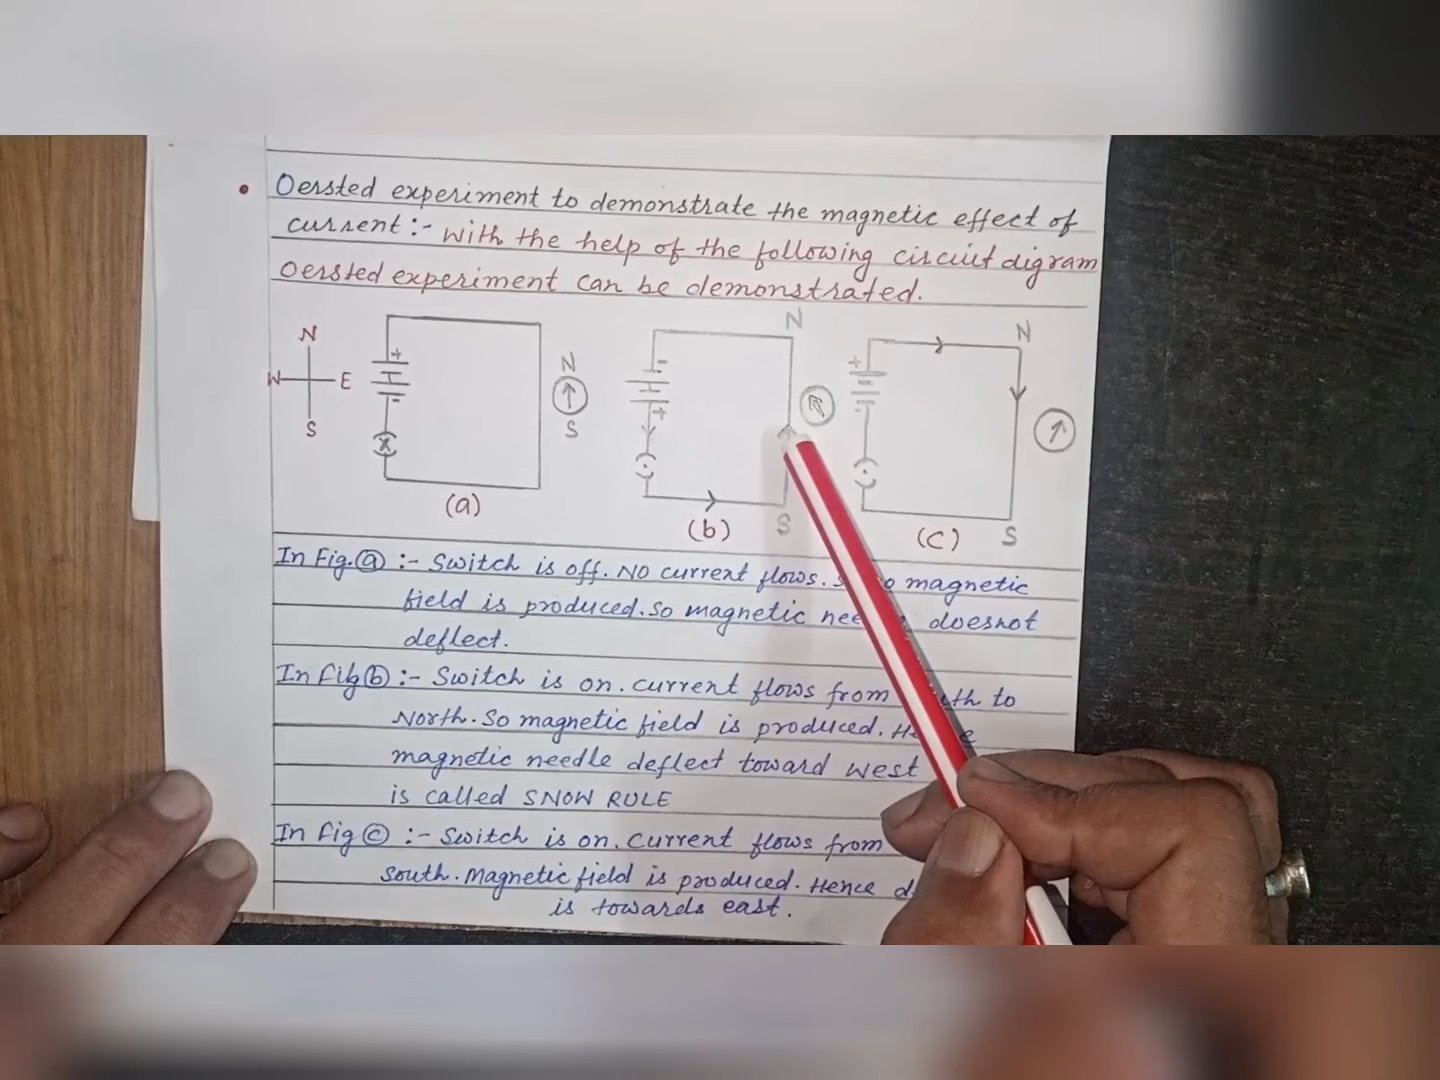 • Oersted experiment to demonstrate the magnetic effect of
current:- With the help of the following circuit digram
Oersted experiment can be demonstrated.
N
W E
S
+
-
(a)
N
S
-
+
(b)
N
S
+
-
(c)
N
S
In Fig.(a) :- Switch is off. NO current flows. magnetic
field is produced. so magnetic doesnot
deflect.
In Fig(b) :- Switch is on. current flows from to
North. So magnetic field is produced.
magnetic needle deflect toward west
is called SNOW RULE
In Fig(c) :- Switch is on. Current flows from
south. Magnetic field is produced. Hence
is towards east.